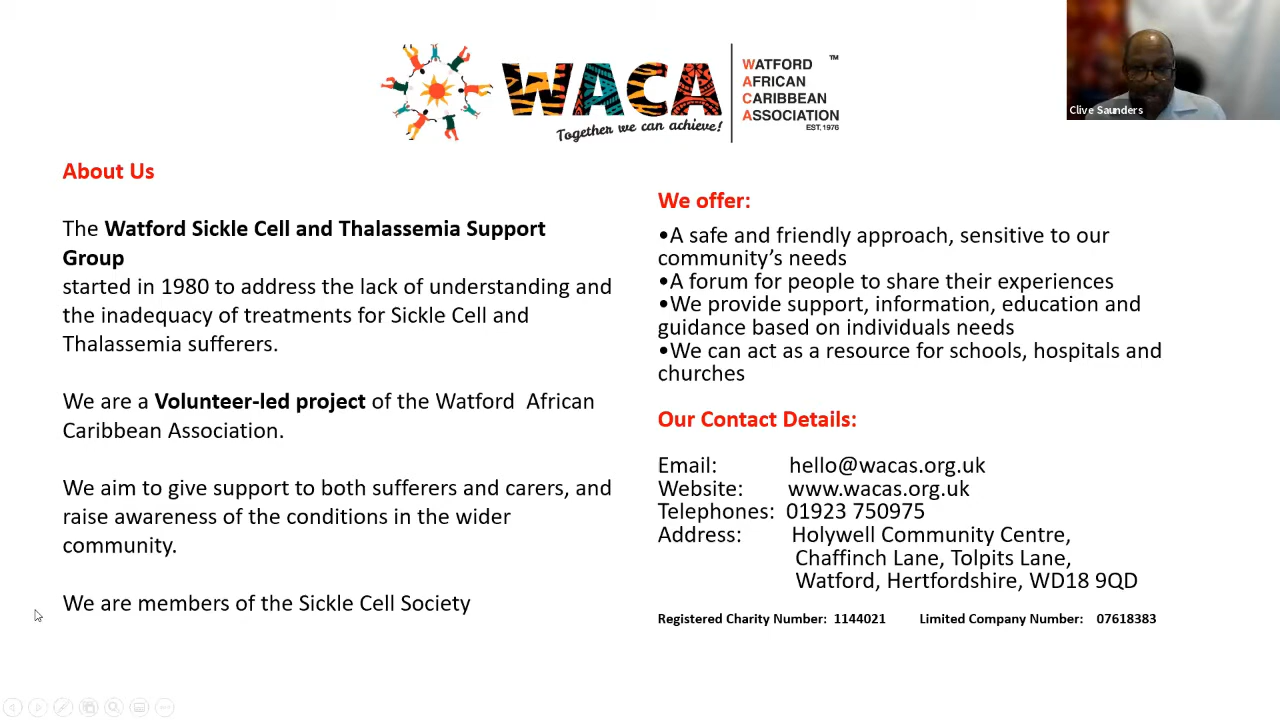 WACA
Together we can achieve!
WATFORD ™
AFRICAN
CARIBBEAN
ASSOCIATION
EST. 1976
Clive Saunders
About Us
The Watford Sickle Cell and Thalassemia Support
Group
started in 1980 to address the lack of understanding and
the inadequacy of treatments for Sickle Cell and
Thalassemia sufferers.
We are a Volunteer-led project of the Watford African
Caribbean Association.
We aim to give support to both sufferers and carers, and
raise awareness of the conditions in the wider
community.
We are members of the Sickle Cell Society
We offer:
•A safe and friendly approach, sensitive to our
community’s needs
•A forum for people to share their experiences
•We provide support, information, education and
guidance based on individuals needs
•We can act as a resource for schools, hospitals and
churches
Our Contact Details:
Email: hello@wacas.org.uk
Website: www.wacas.org.uk
Telephones: 01923 750975
Address: Holywell Community Centre,
Chaffinch Lane, Tolpits Lane,
Watford, Hertfordshire, WD18 9QD
Registered Charity Number: 1144021 Limited Company Number: 07618383